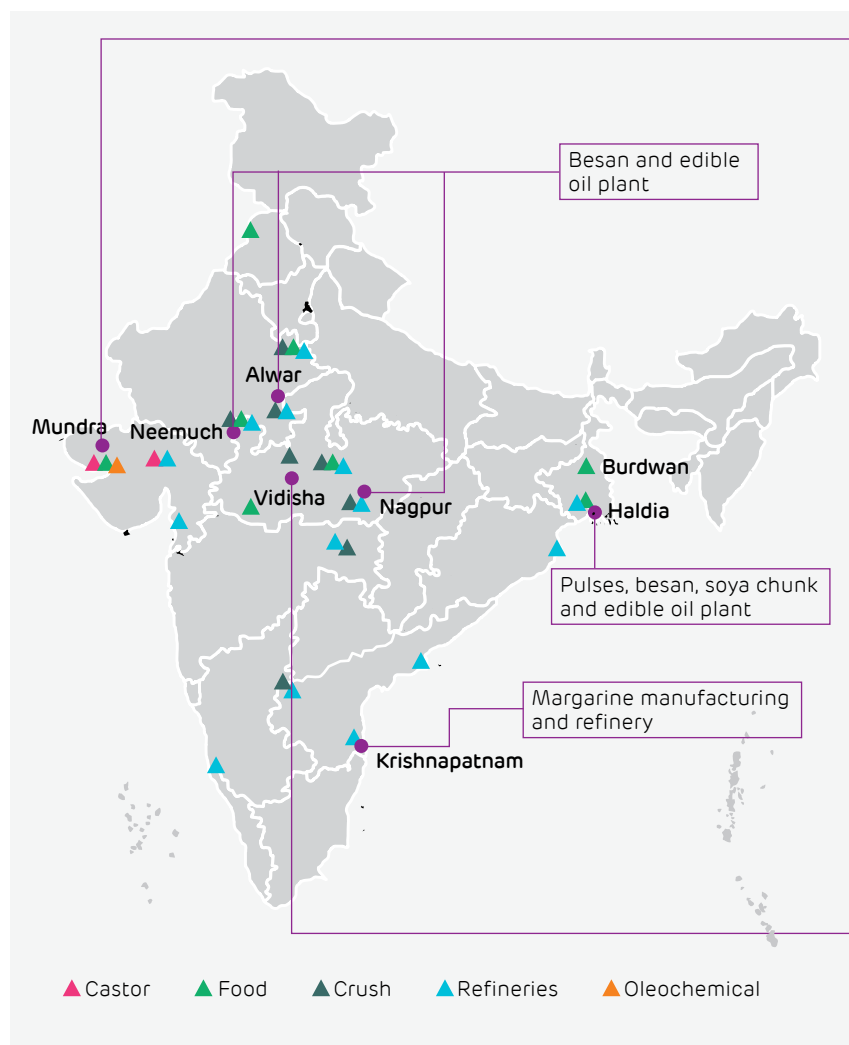 Besan and edible
oil plant
Alwar
Mundra
Neemuch
Vidisha
Nagpur
Burdwan
Haldia
Pulses, besan, soya chunk
and edible oil plant
Margarine manufacturing
and refinery
Krishnapatnam
Castor
Food
Crush
Refineries
Oleochemical